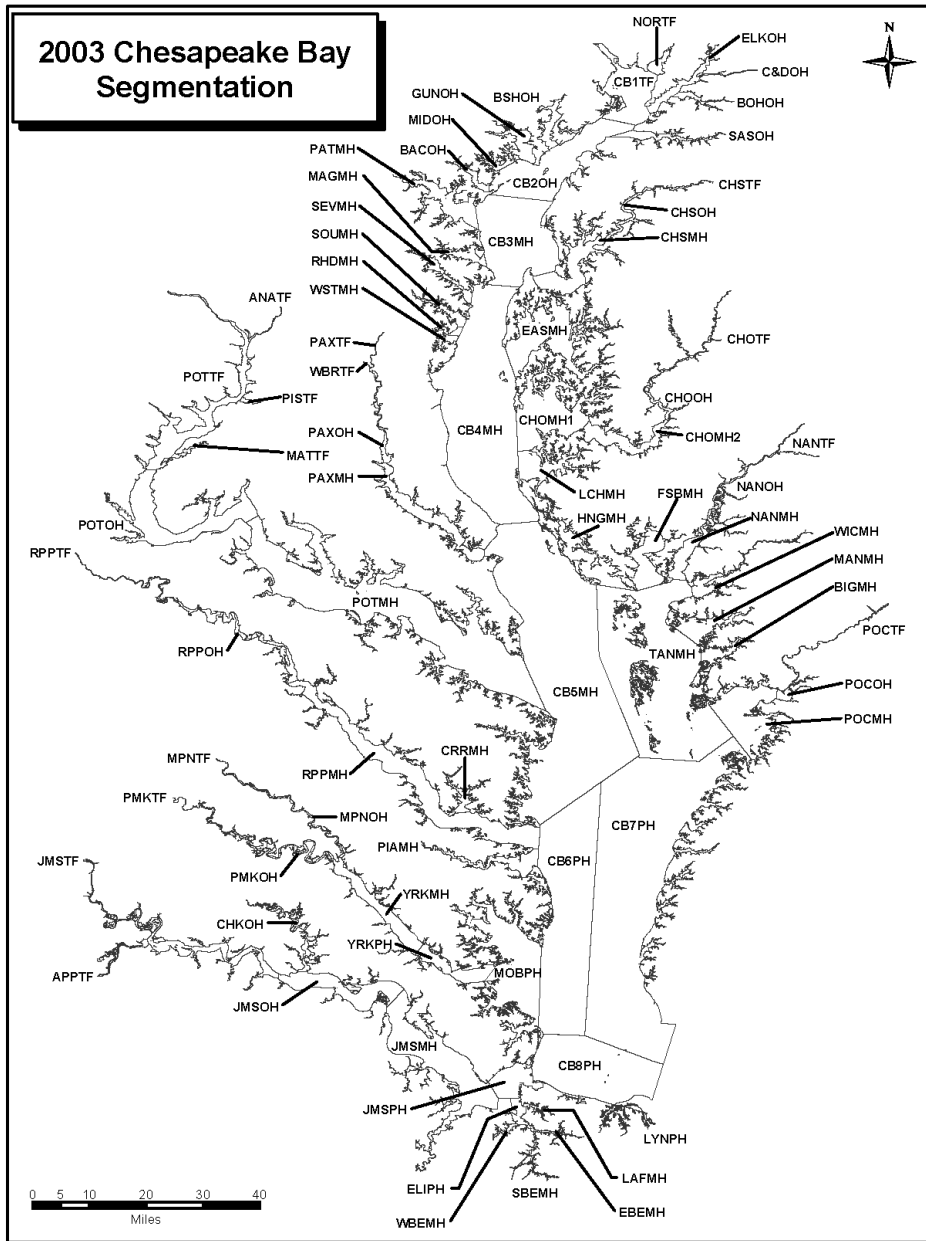 2003 Chesapeake Bay
Segmentation
N
NORTF
ELKOH
C&DOH
CB1TF
BSHOH
GUNOH
BOHOH
MIDOH
SASOH
BACOH
PATMH
CB2OH
CHSTF
MAGMH
CHSOH
SEVMH
CB3MH
CHSMH
SOUMH
RHDMH
WSTMH
ANATF
EASMH
PAXTF
CHOTF
POTTF
WBRTF
PISTF
CHOOH
CHOMH1
CB4MH
PAXOH
CHOMH2
MATTF
NANTF
PAXMH
LCHMH
FSBMH
NANOH
POTOH
HNGMH
NANMH
WICMH
RPPTF
MANMH
POTMH
BIGMH
POCTF
RPPOH
TANMH
POCOH
CB5MH
POCMH
CRRMH
MPNTF
RPPMH
PMKTF
MPNOH
CB7PH
PIAMH
CB6PH
JMSTF
PMKOH
YRKMH
CHKOH
YRKPH
MOBPH
APPTF
JMSOH
JMSMH
CB8PH
JMSPH
LYNPH
LAFMH
ELIPH
SBEMH
WBEMH
EBEMH
0 5 10 20 30 40
Miles